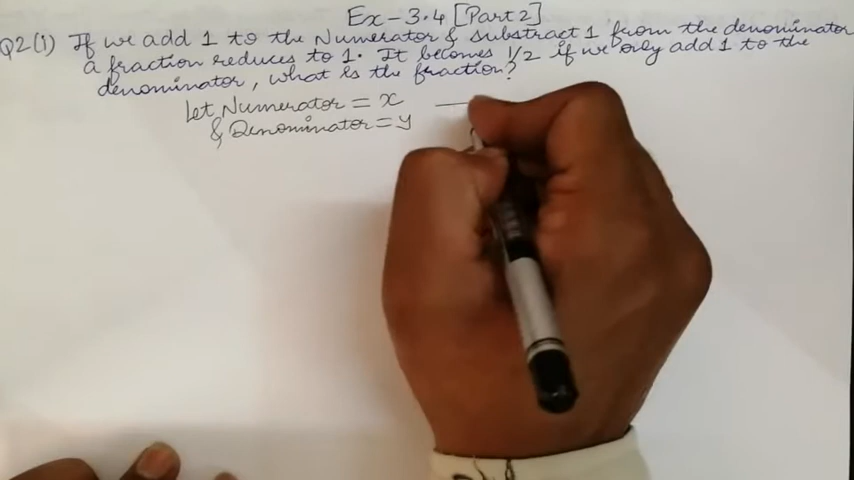 Ex - 3.4 [Part 2]
Q2(i) If we add 1 to the Numerator & substract 1 from the denominator
a fraction reduces to 1. It becomes 1/2 if we only add 1 to the
denominator, what is the fraction?
Let Numerator = x
& Denominator = y